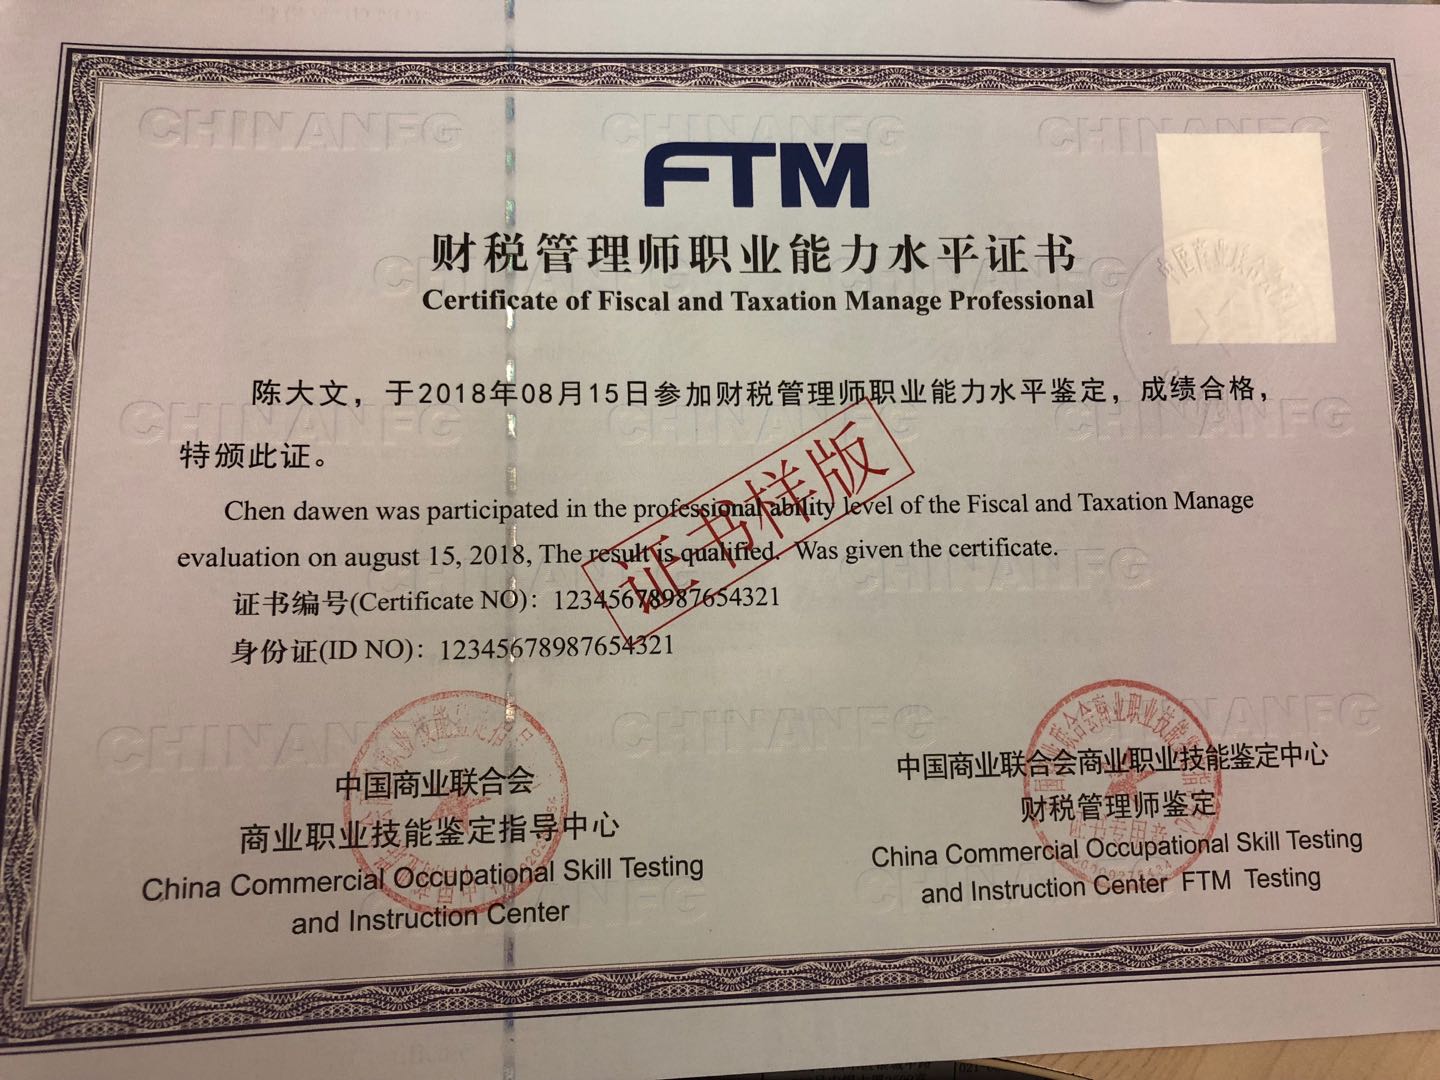 CHINANFG CHINANFG
FTM
财税管理师职业能力水平证书
Certificate of Fiscal and Taxation Manage Professional
陈大文，于2018年08月15日参加财税管理师职业能力水平鉴定，成绩合格，
特颁此证。
Chen dawen was participated in the professional ability level of the Fiscal and Taxation Manage
evaluation on august 15, 2018, The result is qualified. Was given the certificate.
证书样版
证书编号(Certificate NO)：12345678987654321
身份证(ID NO)：12345678987654321
中国商业联合会
商业职业技能鉴定指导中心
China Commercial Occupational Skill Testing
and Instruction Center
中国商业联合会商业职业技能鉴定中心
财税管理师鉴定
证书专用章
China Commercial Occupational Skill Testing
and Instruction Center FTM Testing